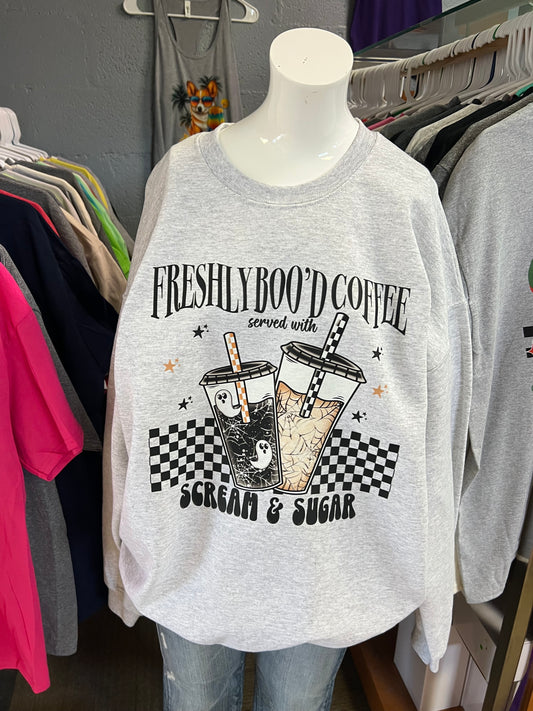 FRESHLY BOO'D COFFEE
served with
SCREAM & SUGAR